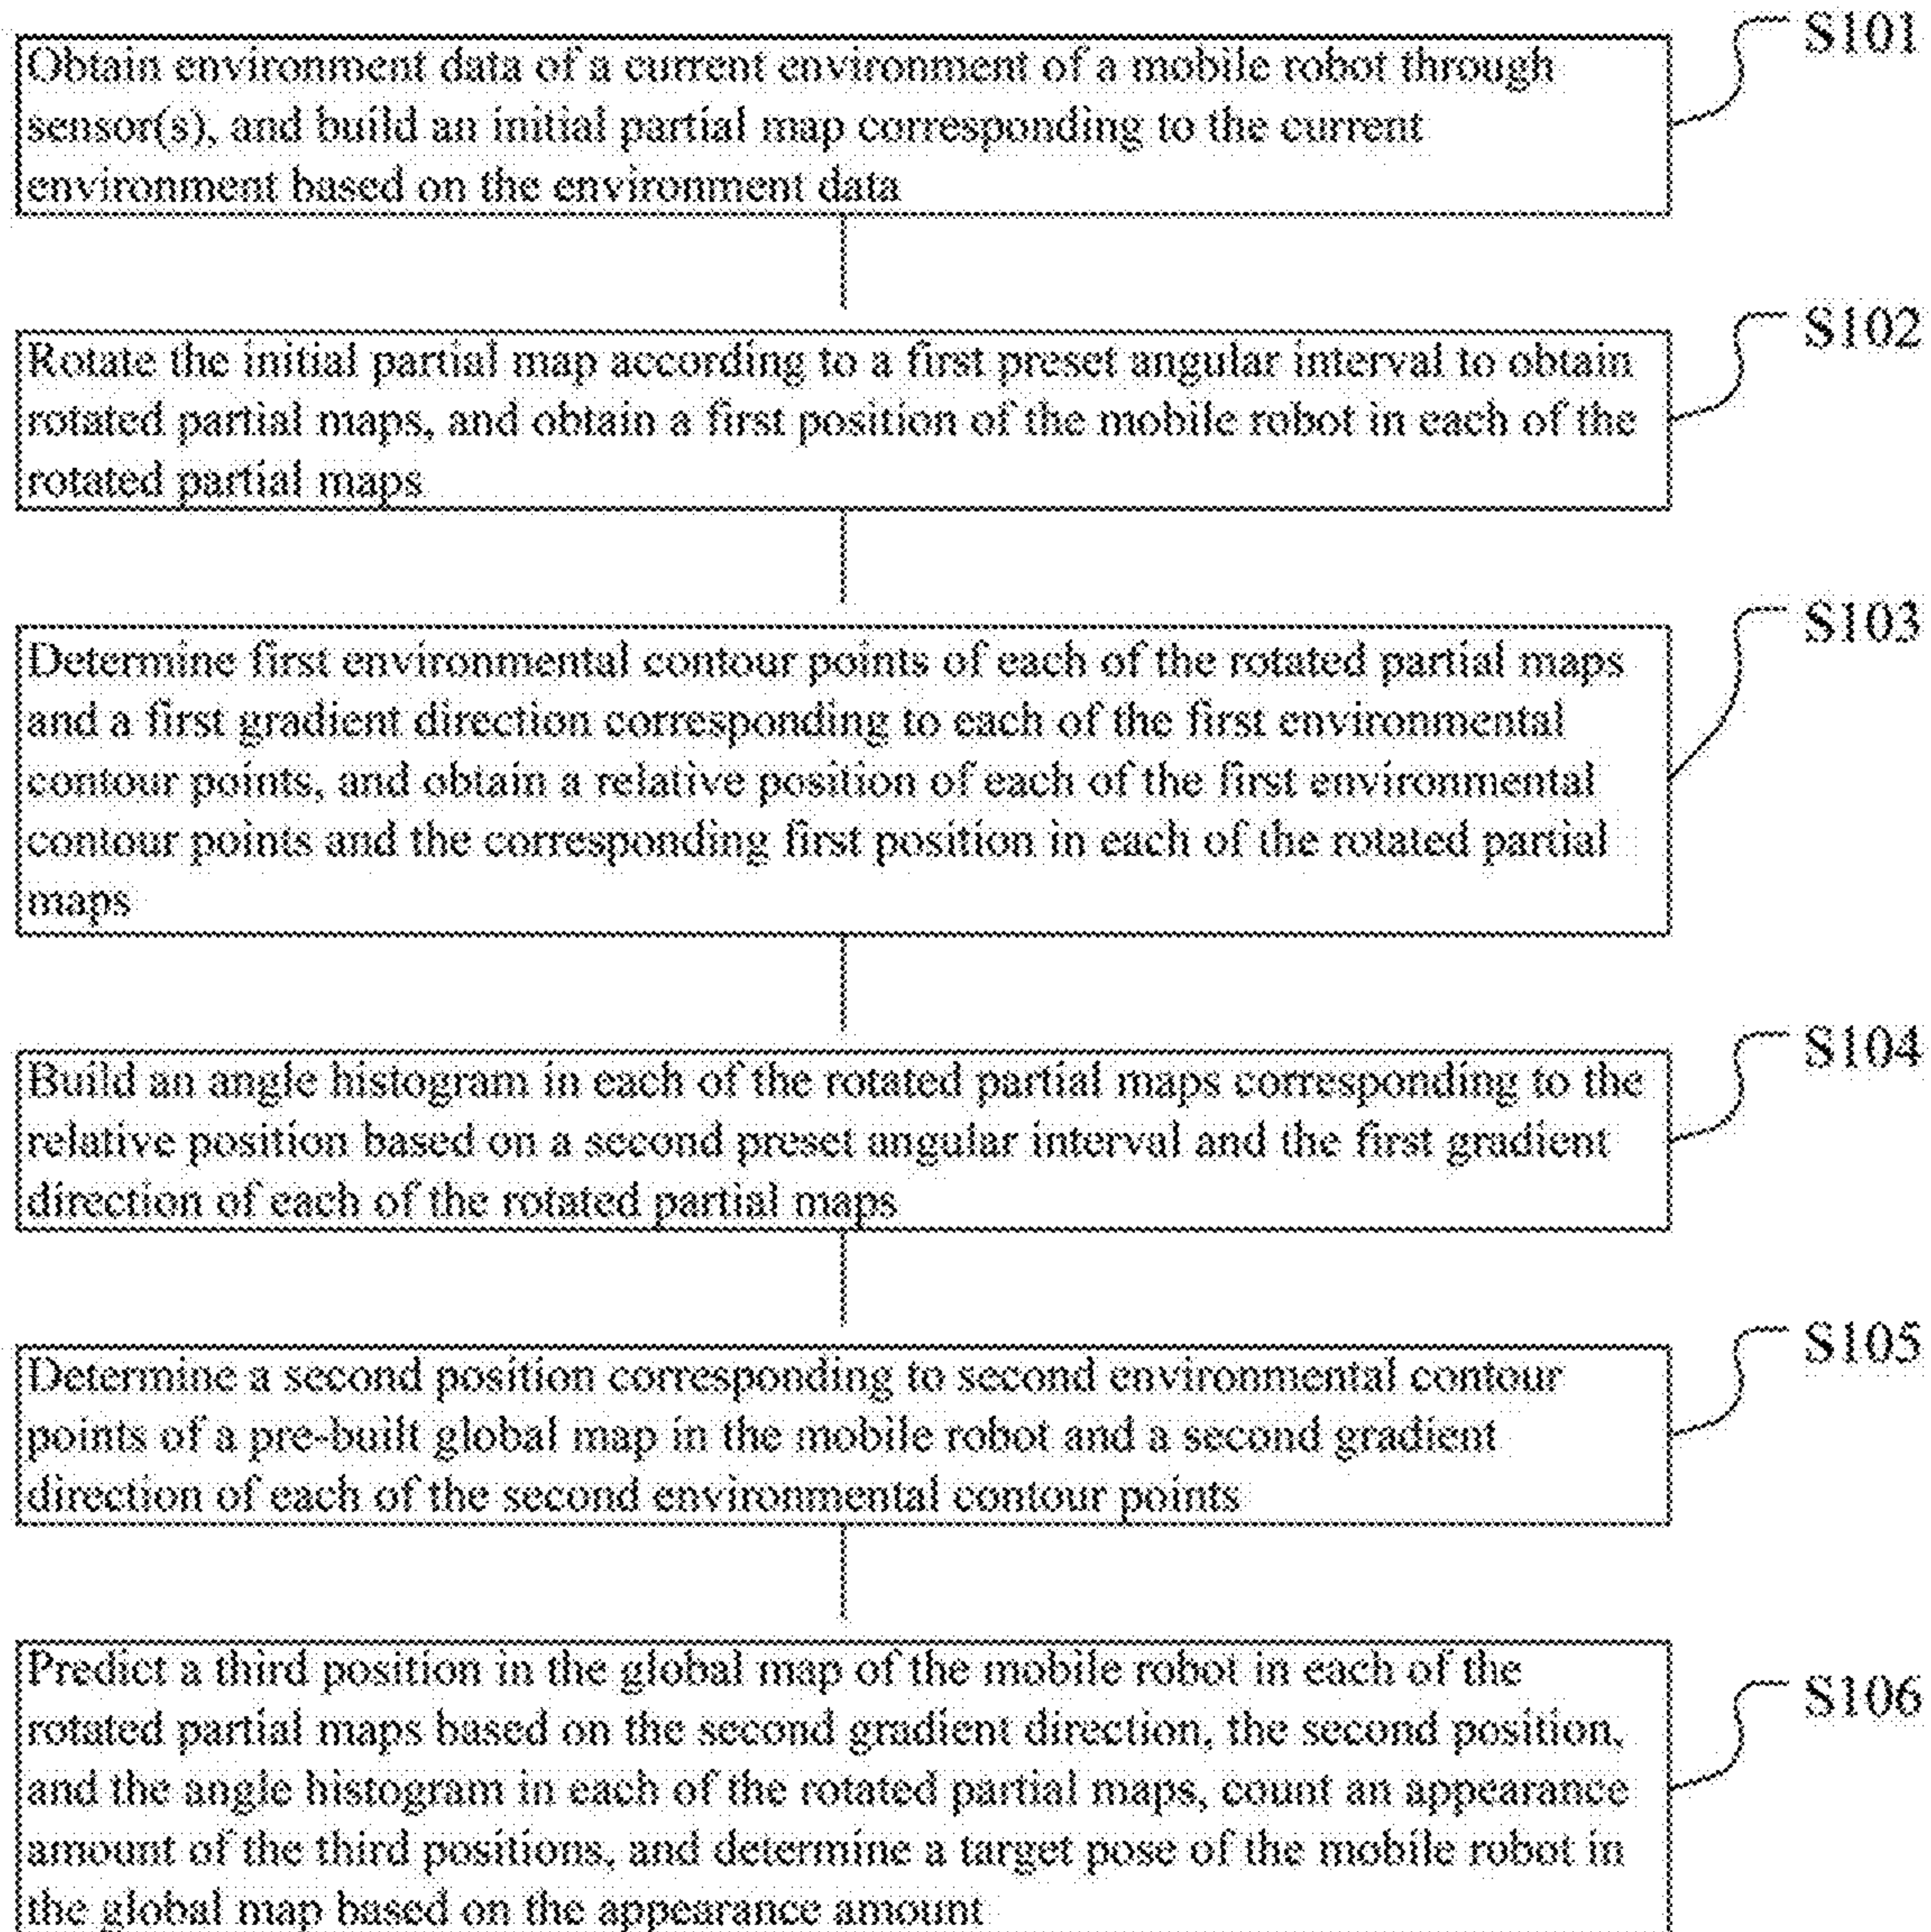 S101
Obtain environment data of a current environment of a mobile robot through
sensor(s), and build an initial partial map corresponding to the current
environment based on the environment data
S102
Rotate the initial partial map according to a first preset angular interval to obtain
rotated partial maps, and obtain a first position of the mobile robot in each of the
rotated partial maps
S103
Determine first environmental contour points of each of the rotated partial maps
and a first gradient direction corresponding to each of the first environmental
contour points, and obtain a relative position of each of the first environmental
contour points and the corresponding first position in each of the rotated partial
maps
S104
Build an angle histogram in each of the rotated partial maps corresponding to the
relative position based on a second preset angular interval and the first gradient
direction of each of the rotated partial maps
S105
Determine a second position corresponding to second environmental contour
points of a pre-built global map in the mobile robot and a second gradient
direction of each of the second environmental contour points
S106
Predict a third position in the global map of the mobile robot in each of the
rotated partial maps based on the second gradient direction, the second position,
and the angle histogram in each of the rotated partial maps, count an appearance
amount of the third positions, and determine a target pose of the mobile robot in
the global map based on the appearance amount